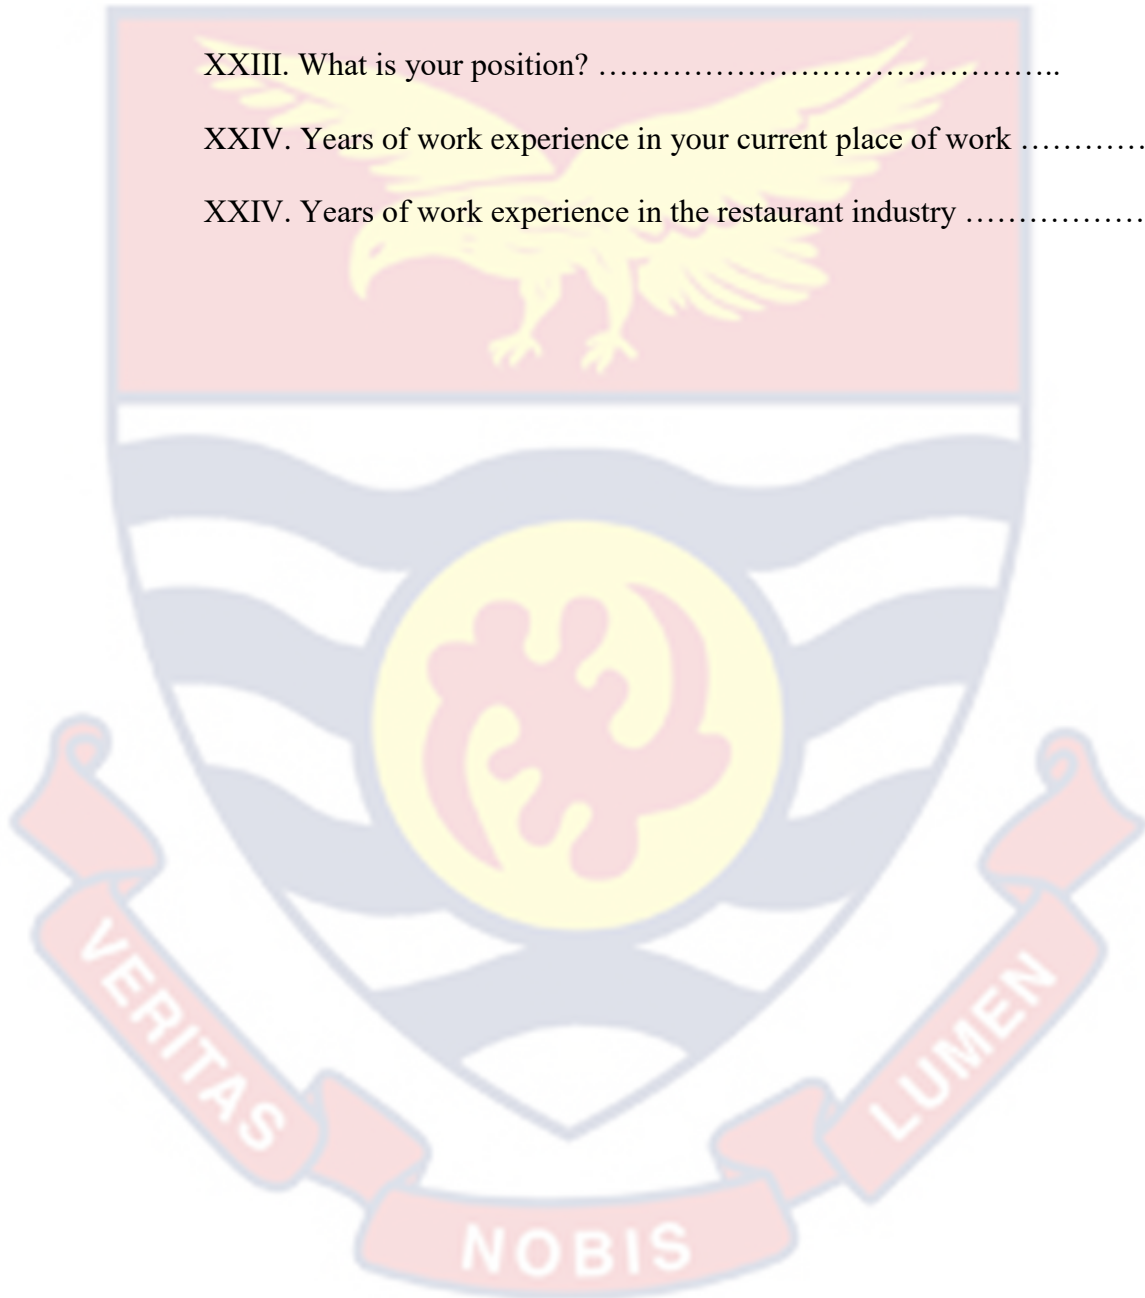 XXIII. What is your position? ……………………………………..
XXIV. Years of work experience in your current place of work …………
XXIV. Years of work experience in the restaurant industry ………………
VERITAS
NOBIS
LUMEN